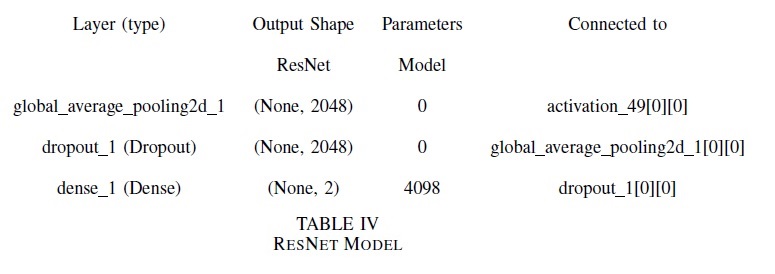 Layer (type) Output Shape Parameters Connected to
ResNet Model
global_average_pooling2d_1 (None, 2048) 0 activation_49[0][0]
dropout_1 (Dropout) (None, 2048) 0 global_average_pooling2d_1[0][0]
dense_1 (Dense) (None, 2) 4098 dropout_1[0][0]
TABLE IV
RESNET MODEL